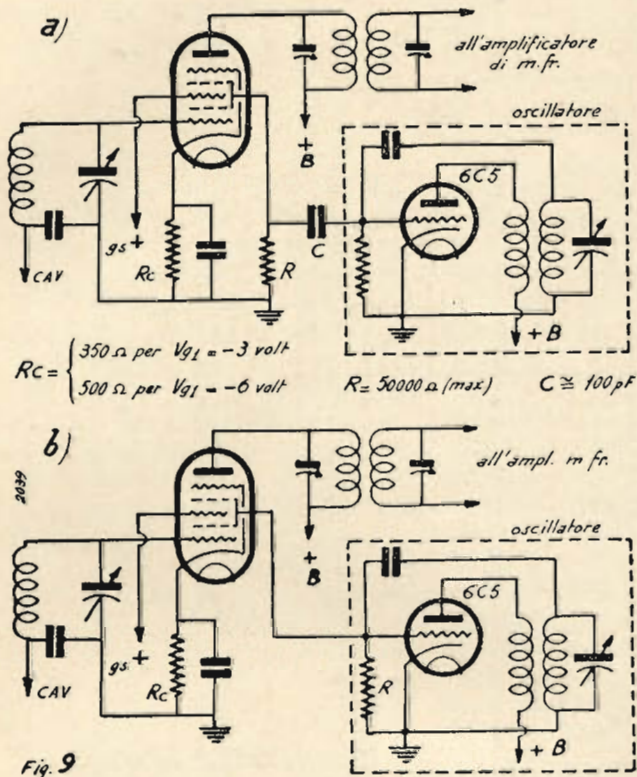 a)
all'amplificatore
di m.fr.
oscillatore
+
B
6C5
gs +
Rc
R
C
CAV
+ B
Rc = { 350 Ω per Vg1 = -3 volt
500 Ω per Vg1 = -6 volt
R = 50000 Ω (max)
C ≅ 100 pF
b)
2039
all'ampl. m fr.
oscillatore
+
B
6C5
gs +
Rc
R
CAV
+ B
Fig. 9